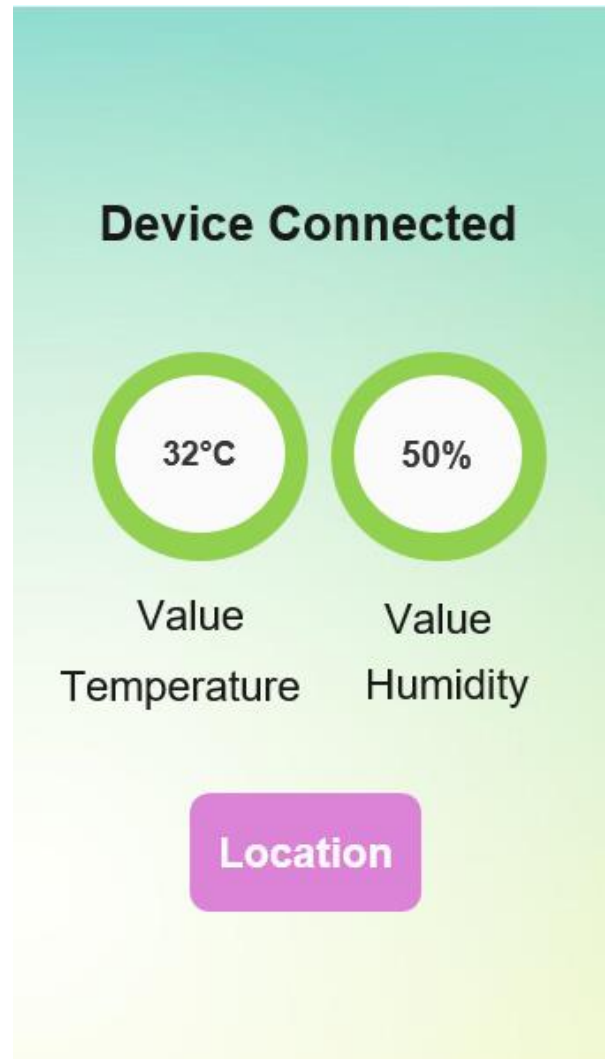 Device Connected
32°C
50%
Value
Temperature
Value
Humidity
Location